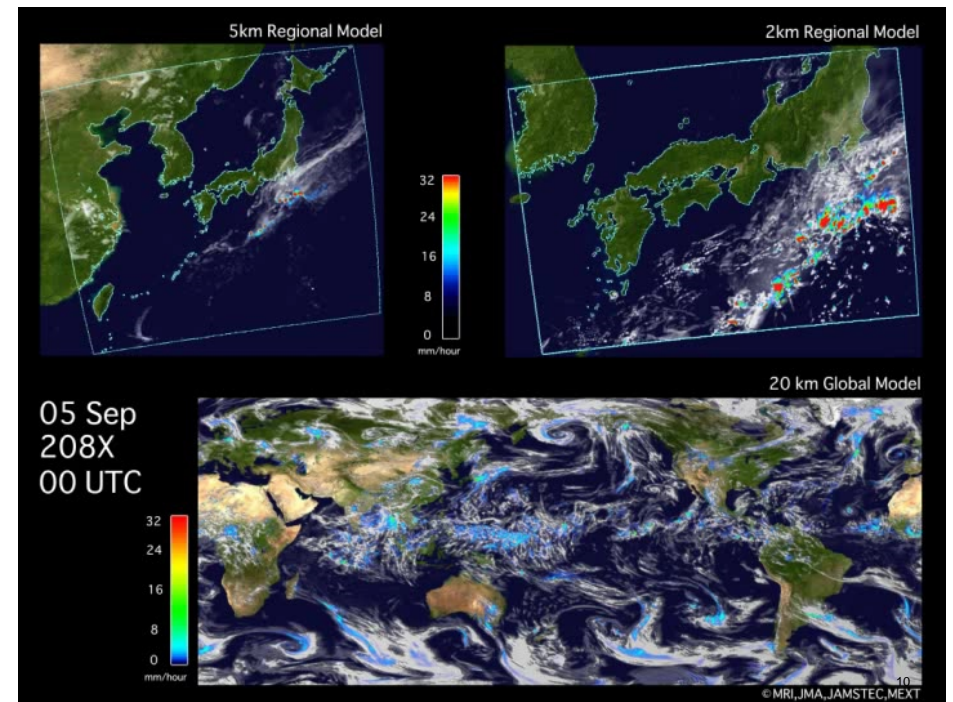 5km Regional Model
2km Regional Model
32
24
16
8
0
mm/hour
20 km Global Model
05 Sep
208X
00 UTC
32
24
16
8
0
mm/hour
10
©MRI,JMA,JAMSTEC,MEXT